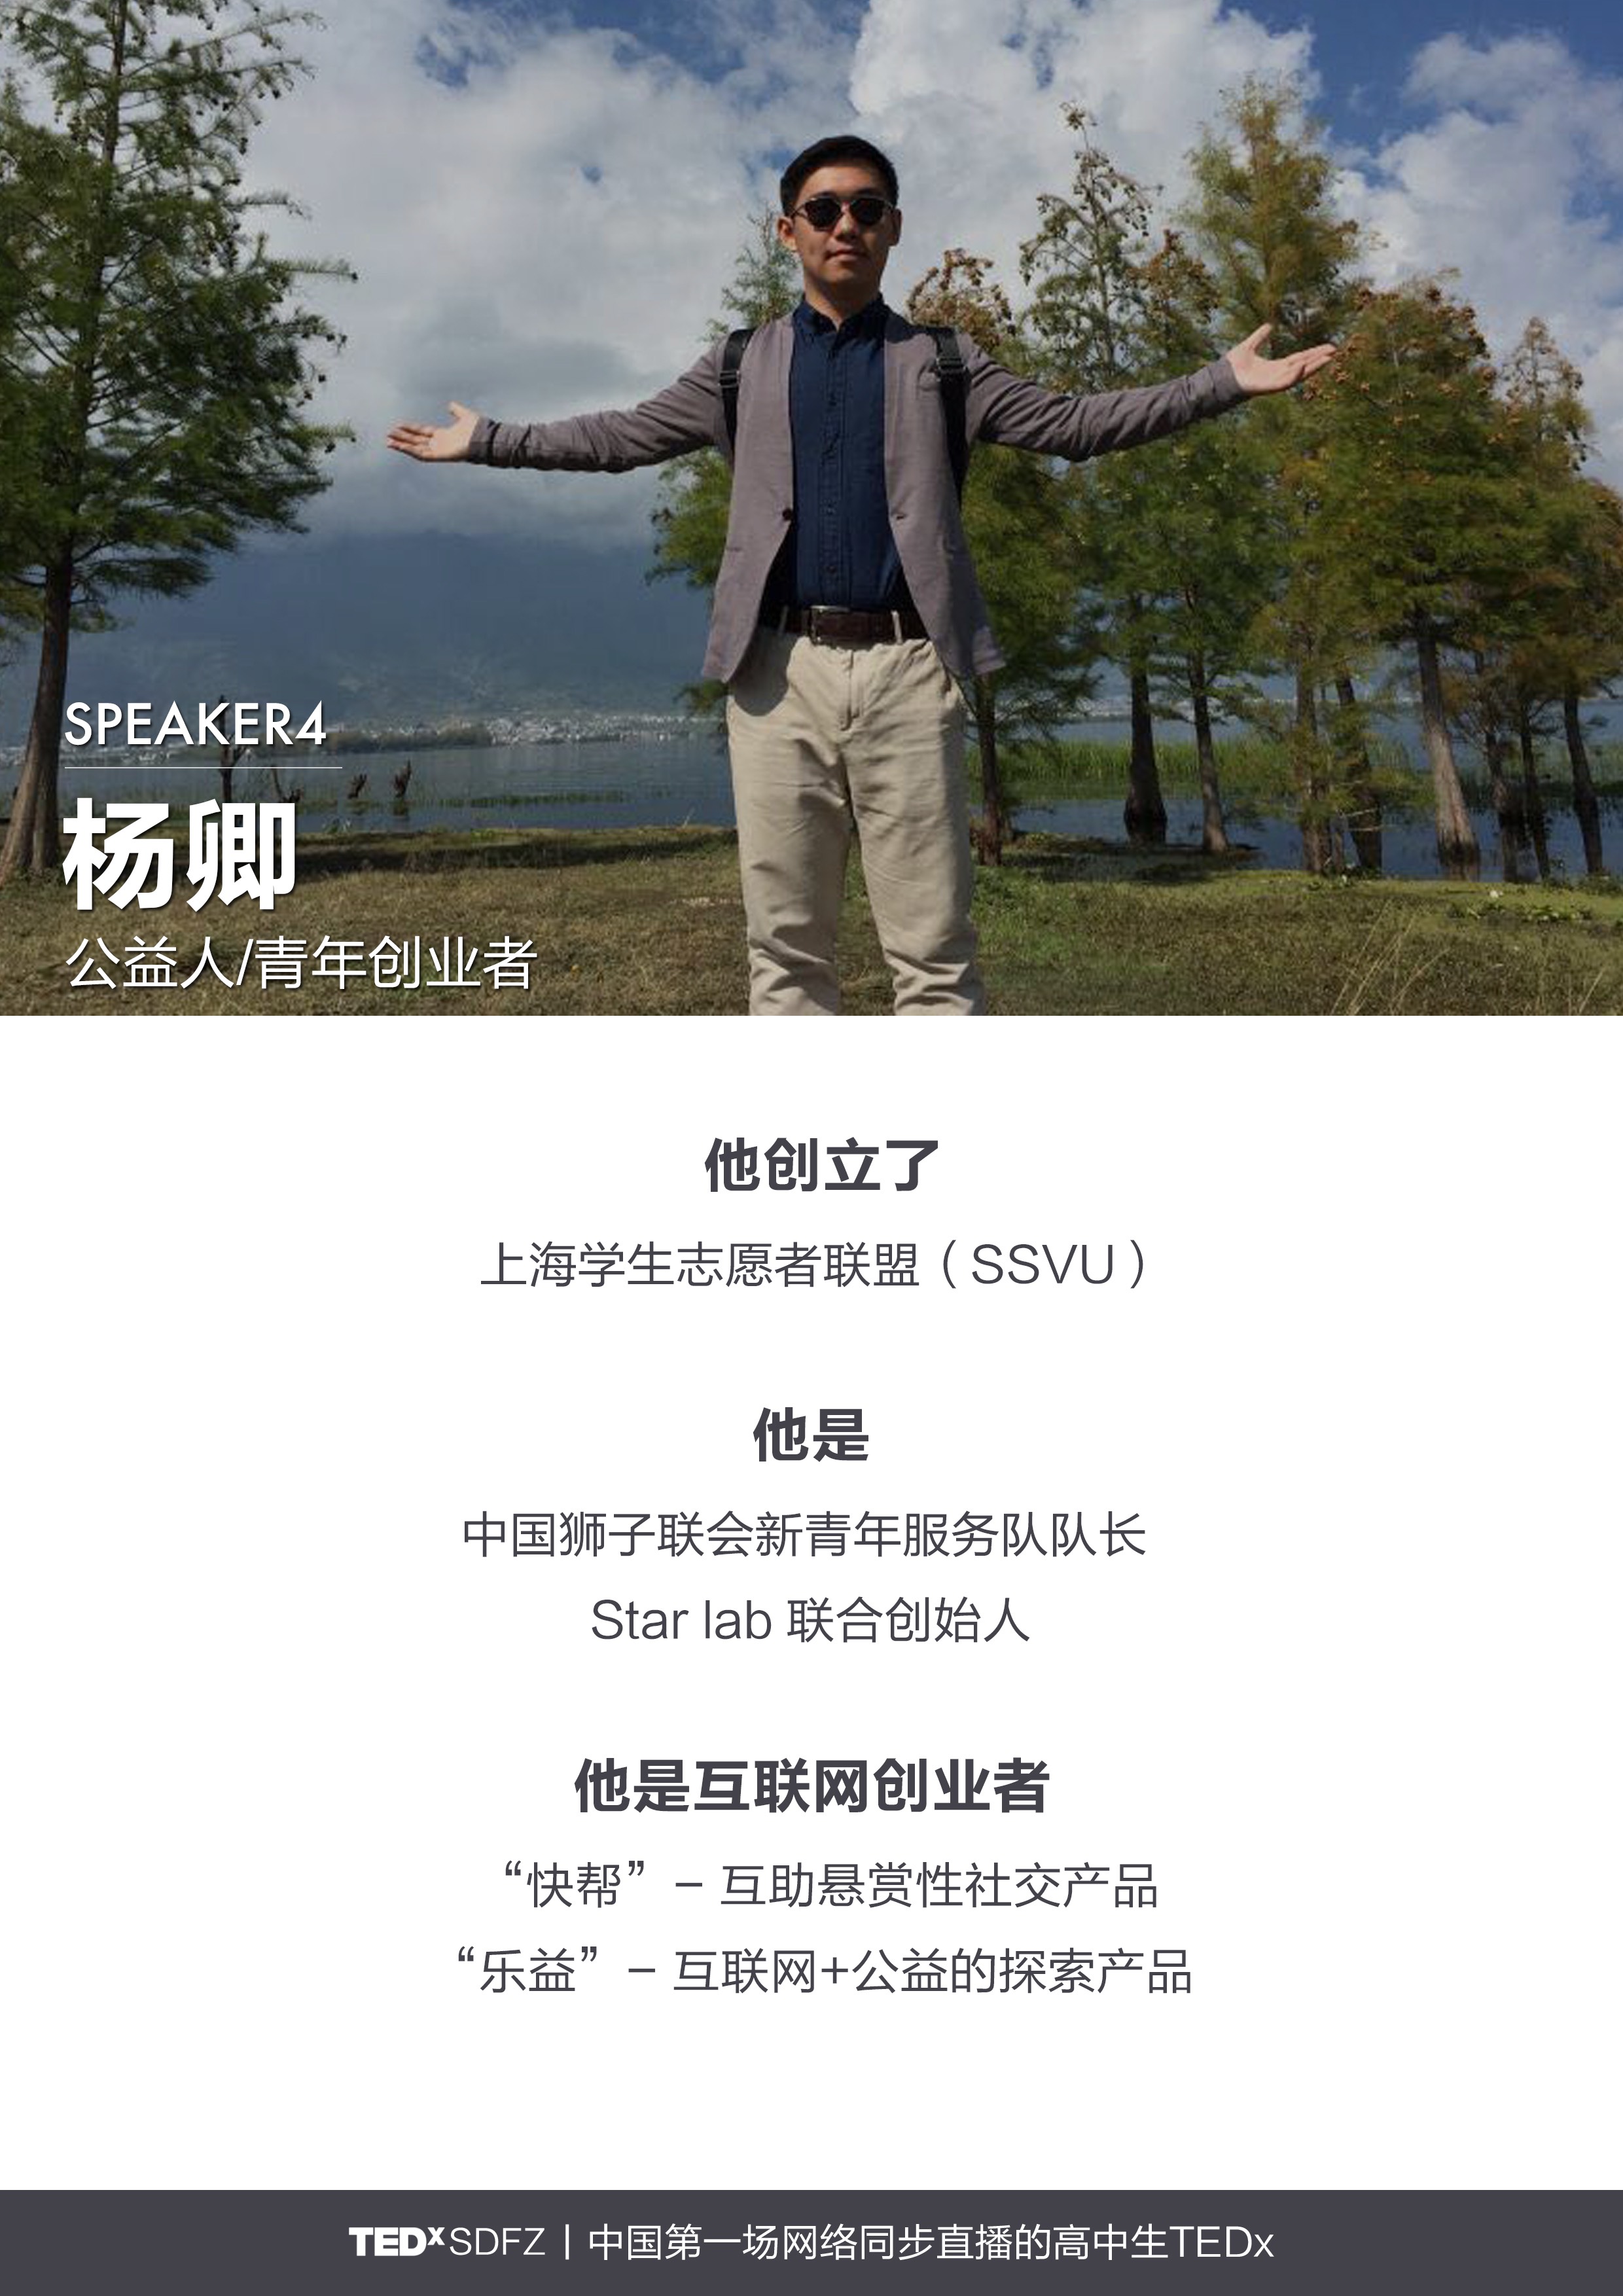 SPEAKER4
杨卿
公益人/青年创业者
他创立了
上海学生志愿者联盟（SSVU）
他是
中国狮子联会新青年服务队队长
Star lab 联合创始人
他是互联网创业者
“快帮” – 互助悬赏性社交产品
“乐益” – 互联网+公益的探索产品
TEDxSDFZ | 中国第一场网络同步直播的高中生TEDx